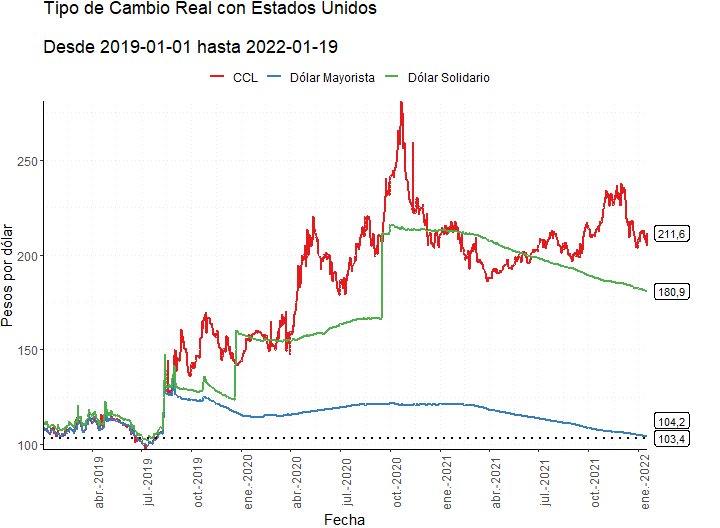 Tipo de Cambio Real con Estados Unidos
Desde 2019-01-01 hasta 2022-01-19
CCL Dólar Mayorista Dólar Solidario
Pesos por dólar
250
200
150
100
211,6
180,9
104,2
103,4
abr.-2019
jul.-2019
oct.-2019
ene.-2020
abr.-2020
jul.-2020
oct.-2020
ene.-2021
abr.-2021
jul.-2021
oct.-2021
ene.-2022
Fecha